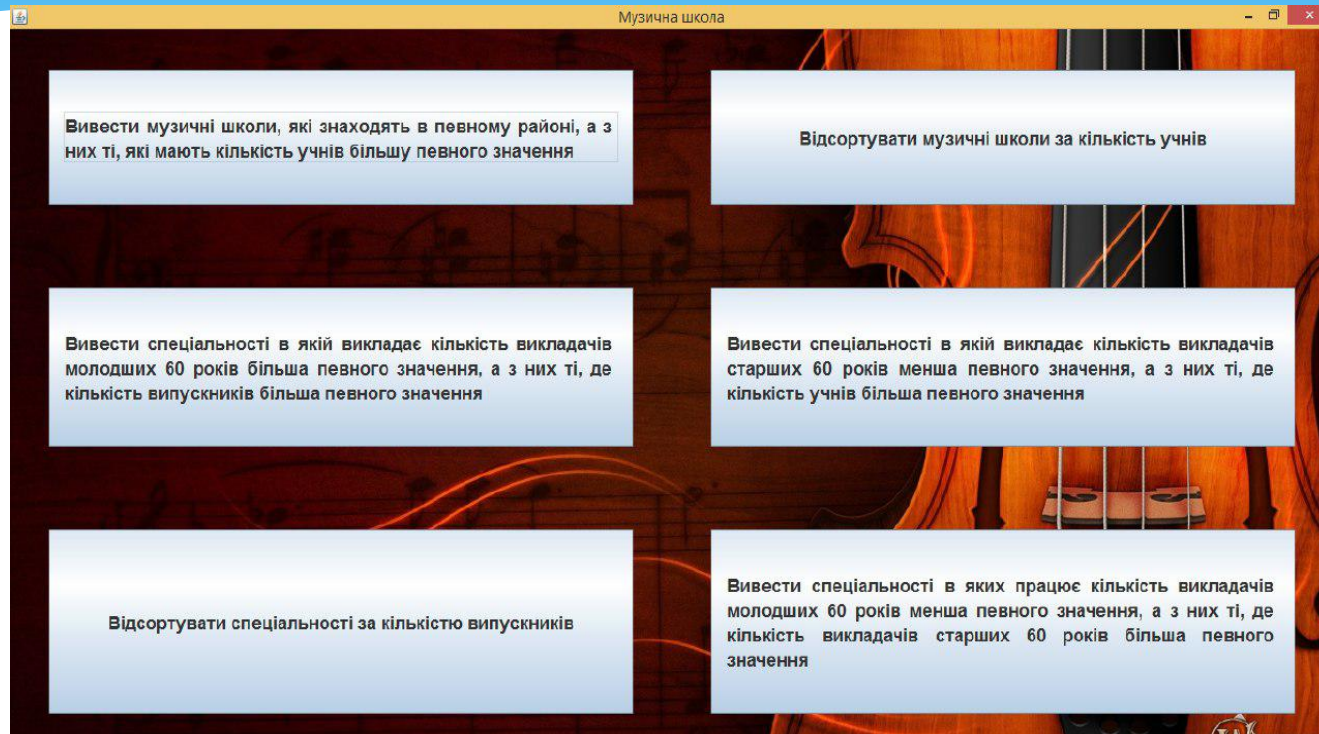 Музична школа
Вивести музичні школи, які знаходять в певному районі, а з
них ті, які мають кількість учнів більшу певного значення
Відсортувати музичні школи за кількість учнів
Вивести спеціальності в якій викладає кількість викладачів
молодших 60 років більша певного значення, а з них ті, де
кількість випускників більша певного значення
Вивести спеціальності в якій викладає кількість викладачів
старших 60 років менша певного значення, а з них ті, де
кількість учнів більша певного значення
Відсортувати спеціальності за кількістю випускників
Вивести спеціальності в яких працює кількість викладачів
молодших 60 років менша певного значення, а з них ті, де
кількість викладачів старших 60 років більша певного
значення